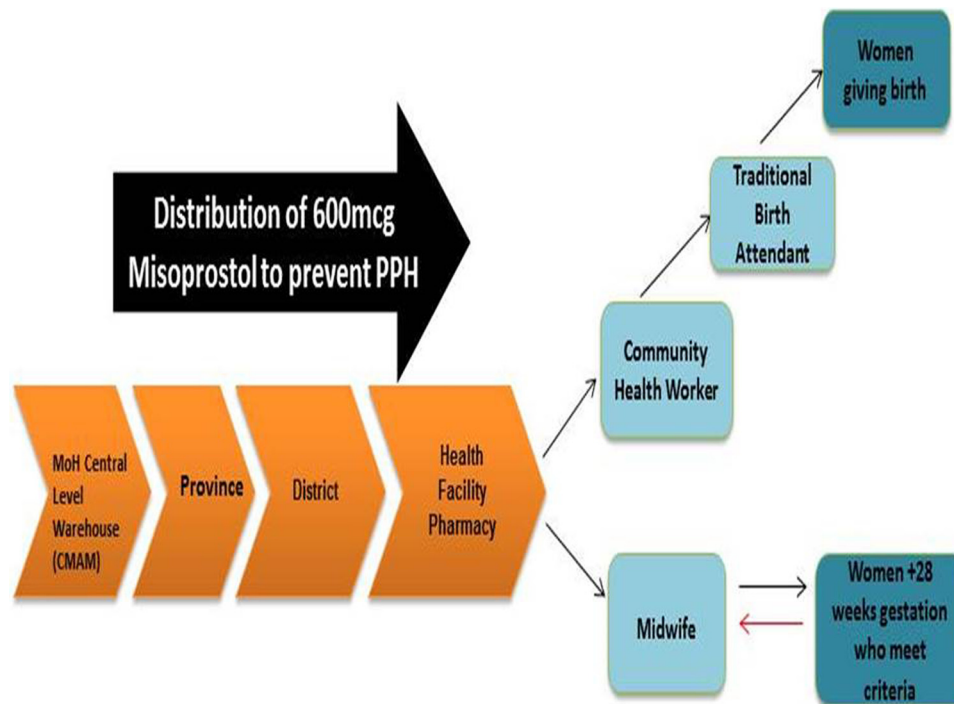 Distribution of 600mcg
Misoprostol to prevent PPH
MoH Central
Level
Warehouse
(CMAM)
Province
District
Health
Facility
Pharmacy
Community
Health Worker
Traditional
Birth
Attendant
Women
giving birth
Midwife
Women +28
weeks gestation
who meet
criteria